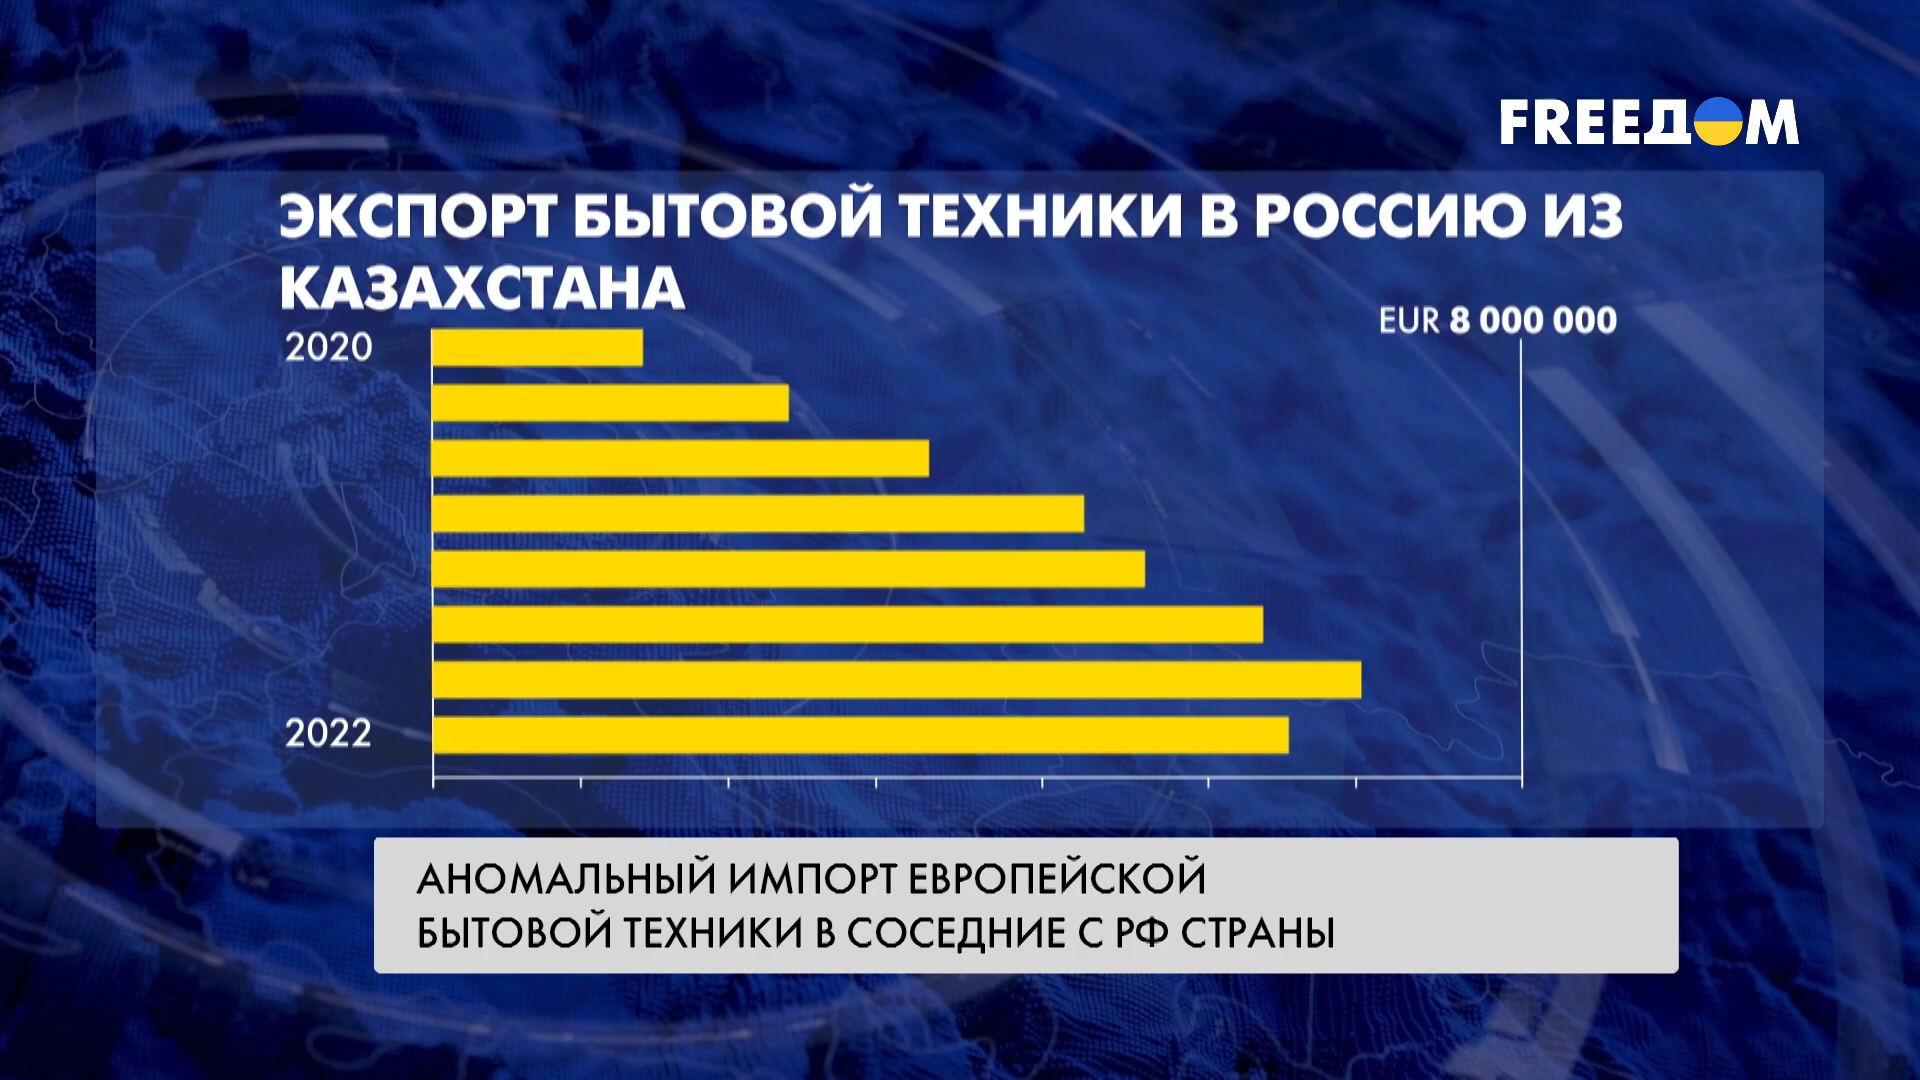 FREEДОМ
ЭКСПОРТ БЫТОВОЙ ТЕХНИКИ В РОССИЮ ИЗ
КАЗАХСТАНА
EUR 8 000 000
2020
2022
АНОМАЛЬНЫЙ ИМПОРТ ЕВРОПЕЙСКОЙ
БЫТОВОЙ ТЕХНИКИ В СОСЕДНИЕ С РФ СТРАНЫ